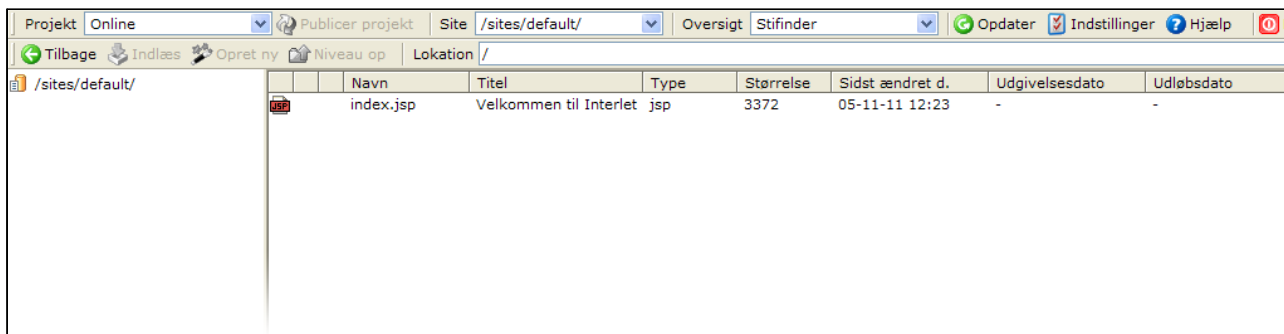 Projekt Online Publicer projekt Site /sites/default/ Oversigt Stifinder Opdater Indstillinger Hjælp
Tilbage Indlæs Opret ny Niveau op Lokation /
/sites/default/
Navn Titel Type Størrelse Sidst ændret d. Udgivelsesdato Udløbsdato
JSP index.jsp Velkommen til Interlet jsp 3372 05-11-11 12:23 - -